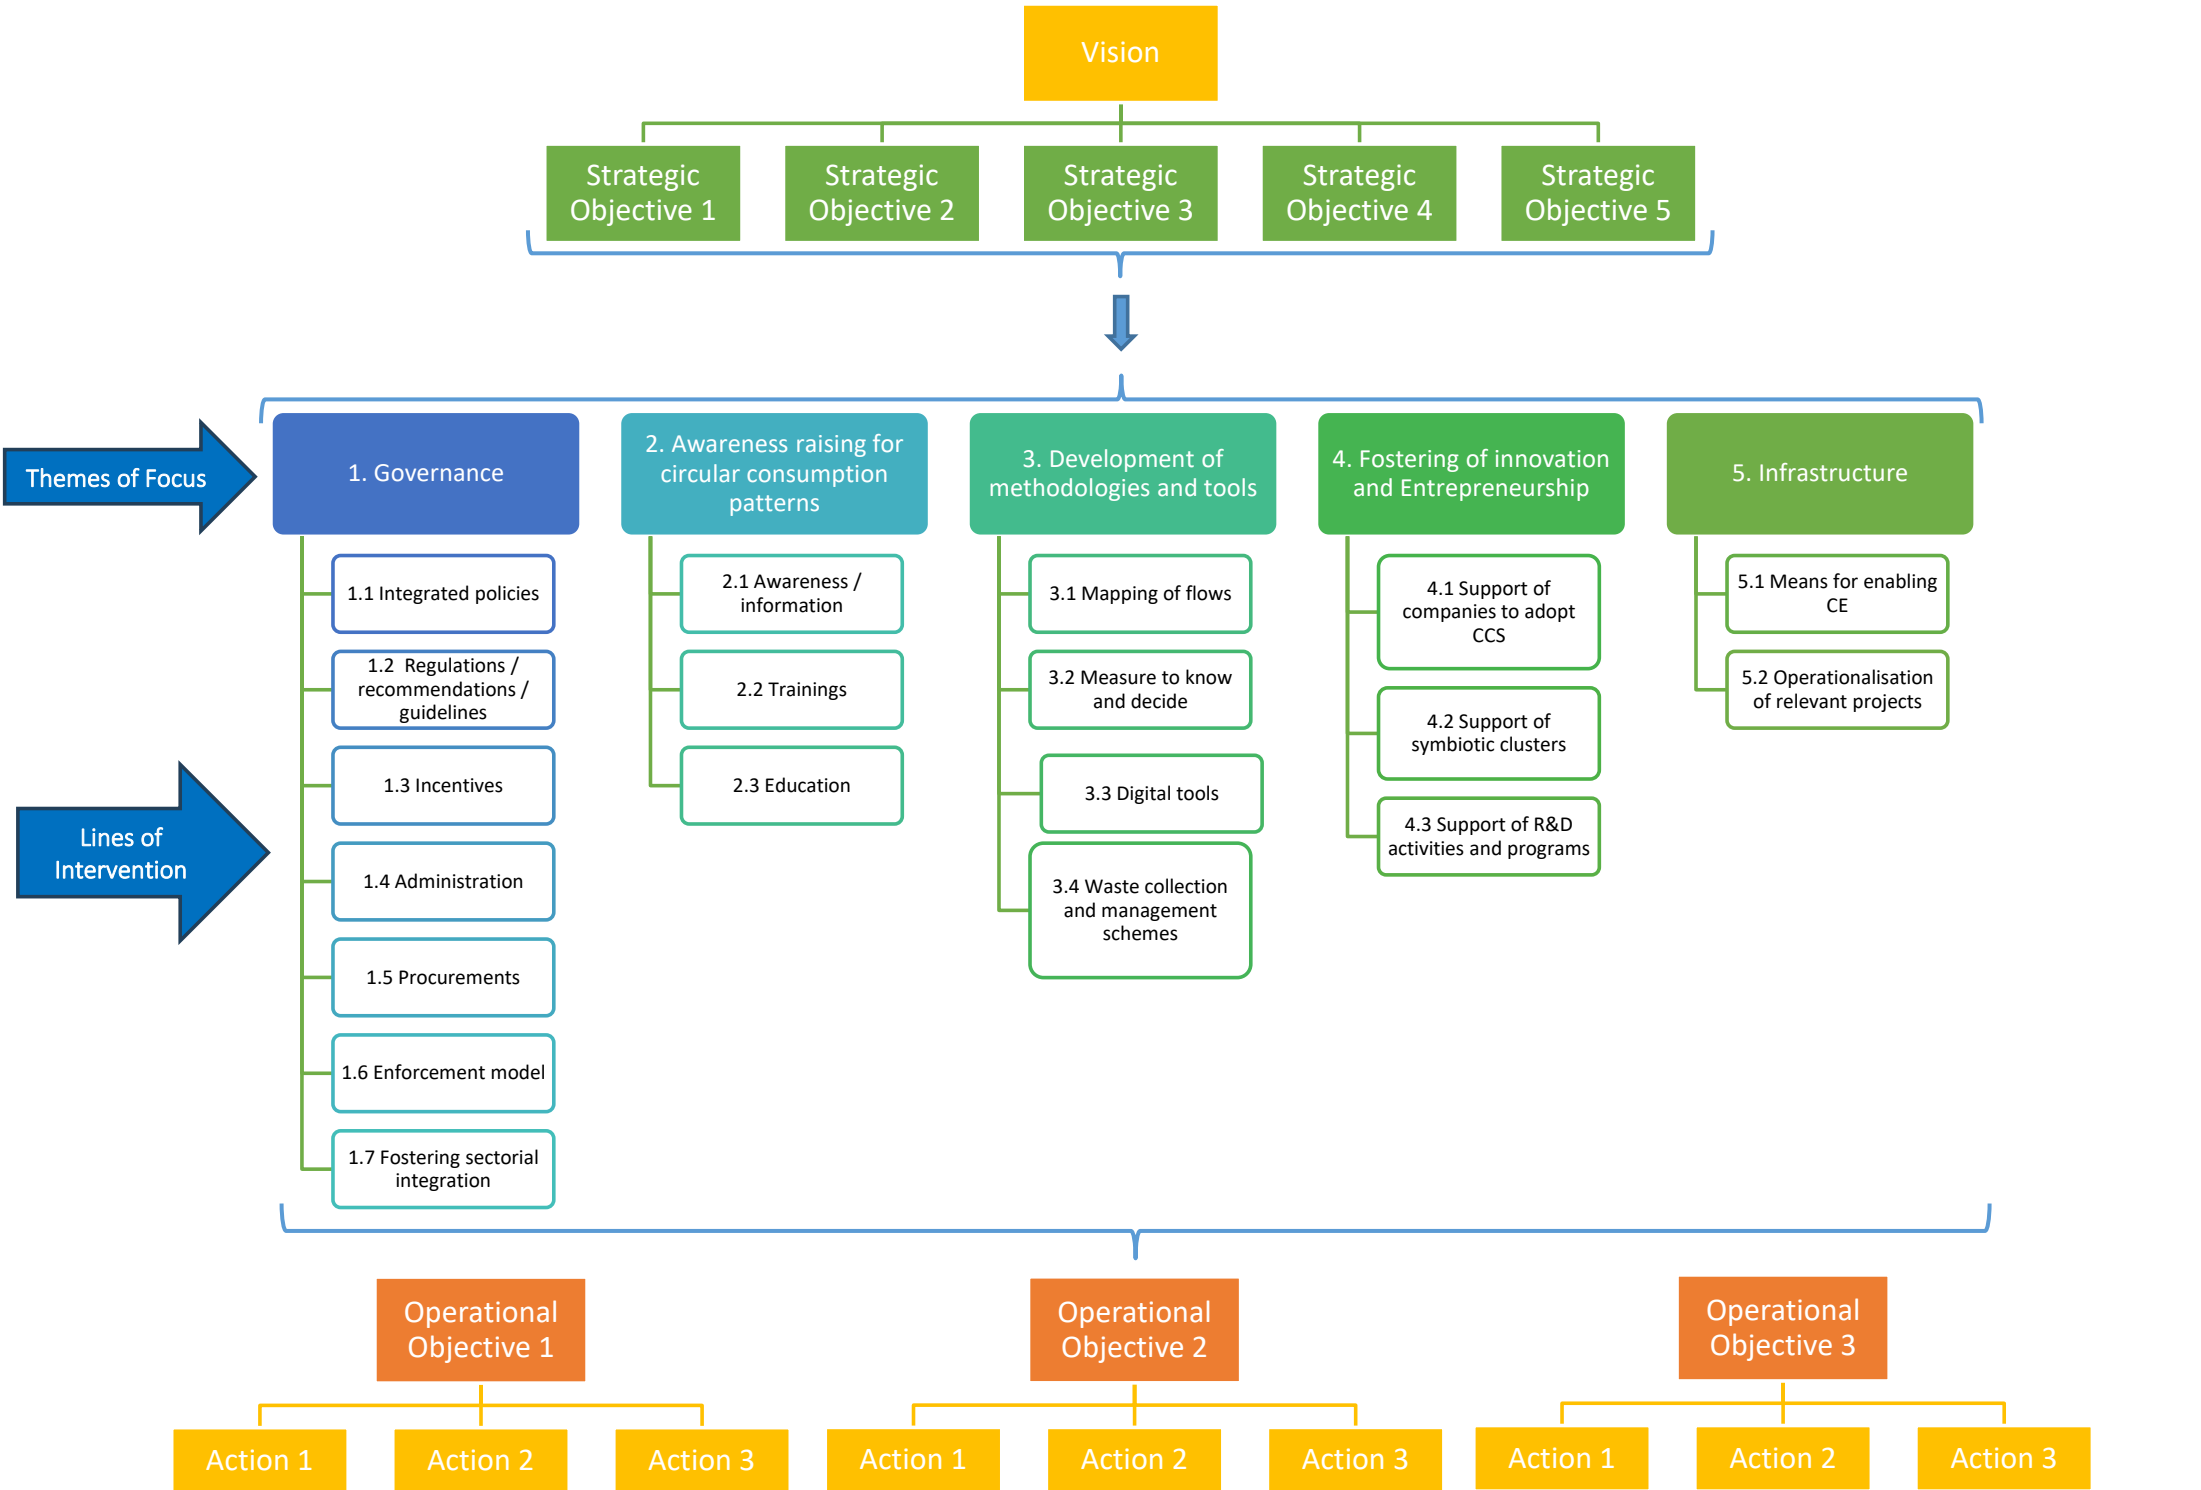 Vision
Strategic
Objective 1
Strategic
Objective 2
Strategic
Objective 3
Strategic
Objective 4
Strategic
Objective 5
Themes of Focus
1. Governance
2. Awareness raising for
circular consumption
patterns
3. Development of
methodologies and tools
4. Fostering of innovation
and Entrepreneurship
5. Infrastructure
Lines of
Intervention
1.1 Integrated policies
1.2 Regulations /
recommendations /
guidelines
1.3 Incentives
1.4 Administration
1.5 Procurements
1.6 Enforcement model
1.7 Fostering sectorial
integration
2.1 Awareness /
information
2.2 Trainings
2.3 Education
3.1 Mapping of flows
3.2 Measure to know
and decide
3.3 Digital tools
3.4 Waste collection
and management
schemes
4.1 Support of
companies to adopt
CCS
4.2 Support of
symbiotic clusters
4.3 Support of R&D
activities and programs
5.1 Means for enabling
CE
5.2 Operationalisation
of relevant projects
Operational
Objective 1
Action 1
Action 2
Action 3
Operational
Objective 2
Action 1
Action 2
Action 3
Operational
Objective 3
Action 1
Action 2
Action 3